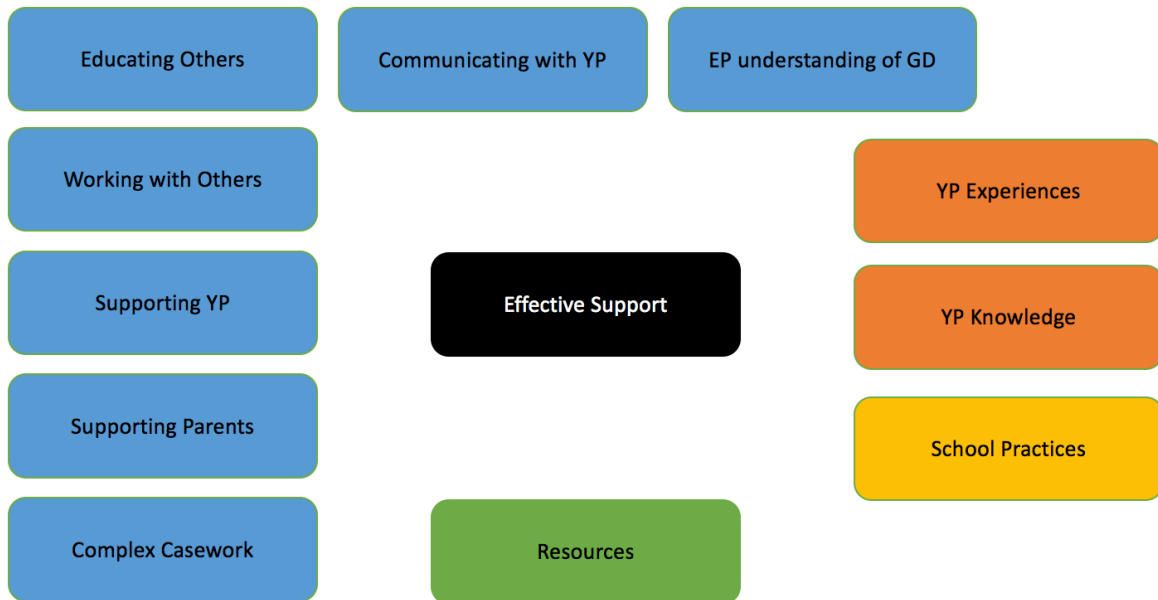 Educating Others
Communicating with YP
EP understanding of GD
Working with Others
YP Experiences
Supporting YP
Effective Support
YP Knowledge
Supporting Parents
School Practices
Complex Casework
Resources